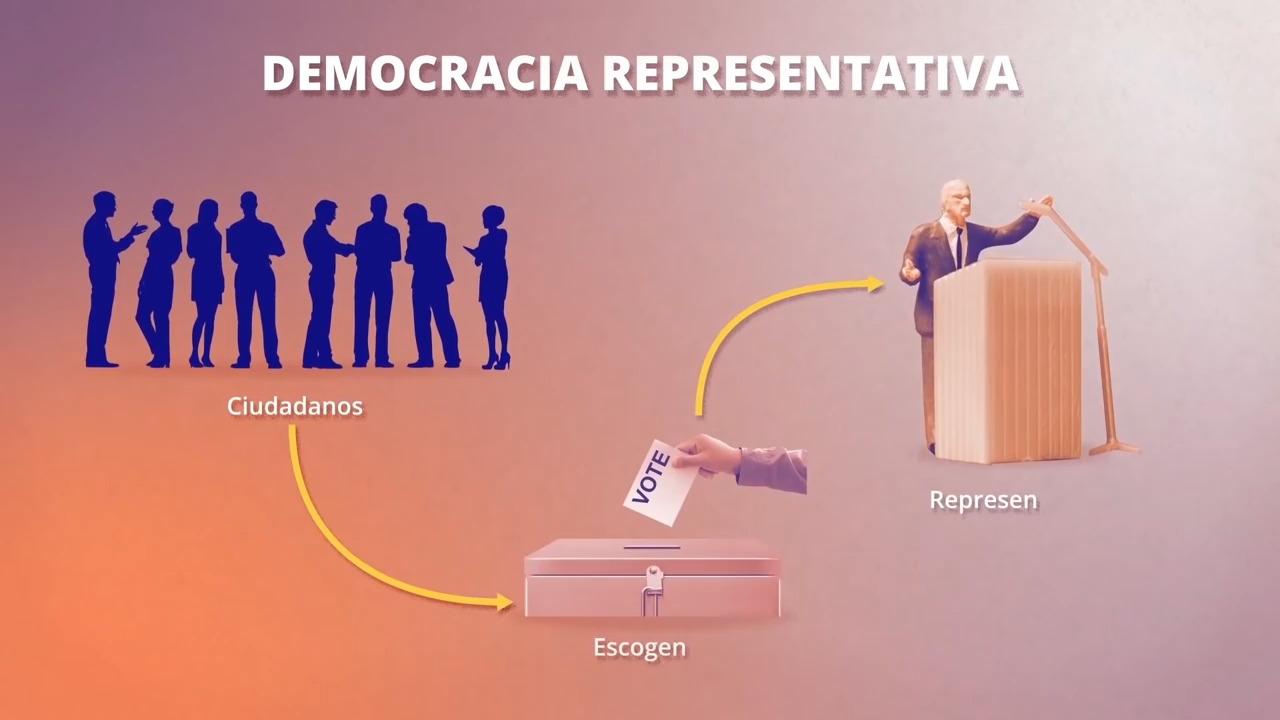 DEMOCRACIA REPRESENTATIVA
Ciudadanos
VOTE
Represen
Escogen